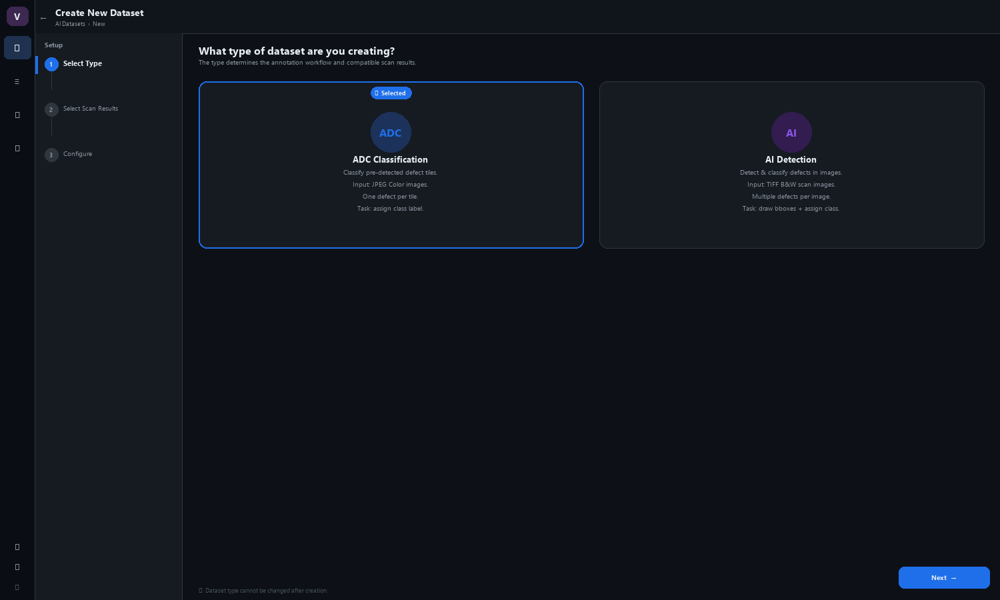 V
← Create New Dataset
AI Datasets › New
Setup
1 Select Type
2 Select Scan Results
3 Configure
What type of dataset are you creating?
The type determines the annotation workflow and compatible scan results.
Selected
ADC
ADC Classification
Classify pre-detected defect tiles.
Input: JPEG Color images.
One defect per tile.
Task: assign class label.
AI
AI Detection
Detect & classify defects in images.
Input: TIFF B&W scan images.
Multiple defects per image.
Task: draw bboxes + assign class.
Dataset type cannot be changed after creation.
Next →